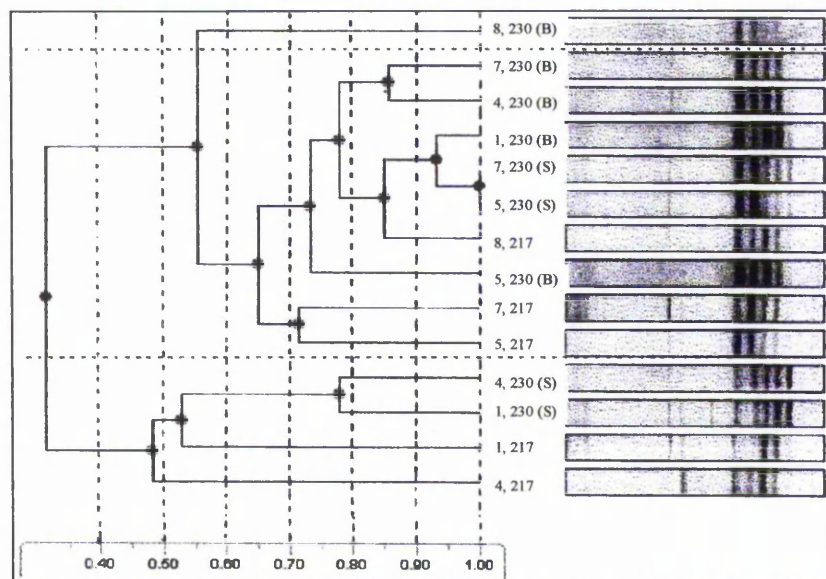 8, 230 (B)
7, 230 (B)
4, 230 (B)
1, 230 (B)
7, 230 (S)
5, 230 (S)
8, 217
5, 230 (B)
7, 217
5, 217
4, 230 (S)
1, 230 (S)
1, 217
4, 217
0.40 0.50 0.60 0.70 0.80 0.90 1.00